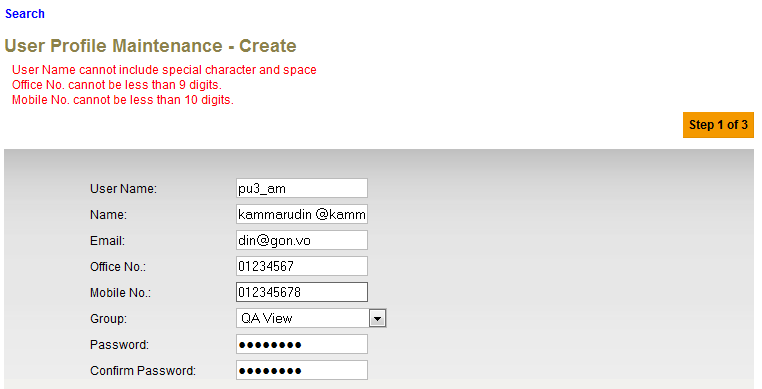 Search
User Profile Maintenance - Create
User Name cannot include special character and space
Office No. cannot be less than 9 digits.
Mobile No. cannot be less than 10 digits.
Step 1 of 3
User Name: pu3_am
Name: kammarudin @kamm
Email: din@gon.vo
Office No.: 01234567
Mobile No.: 012345678
Group: QA View
Password: ●●●●●●●●
Confirm Password: ●●●●●●●●